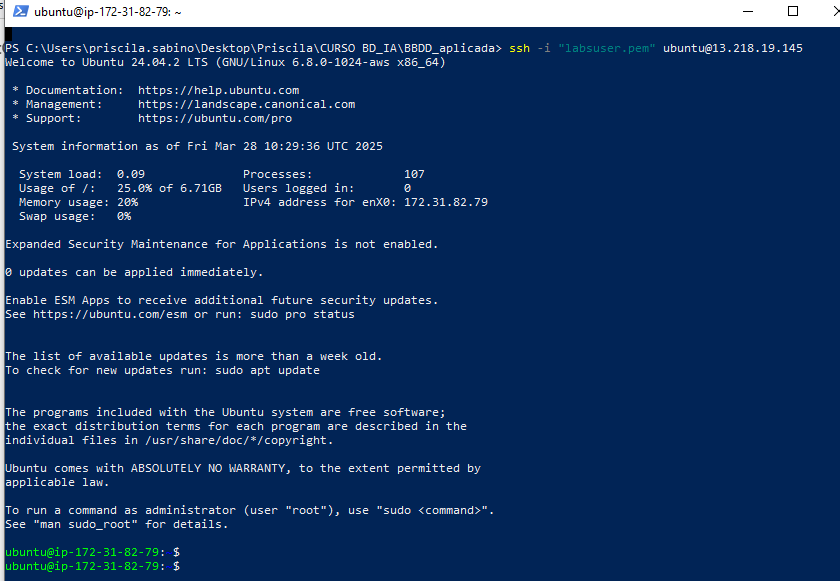 ubuntu@ip-172-31-82-79: ~
PS C:\Users\priscila.sabino\Desktop\Priscila\CURSO BD_IA\BBDD_aplicada> ssh -i "labsuser.pem" ubuntu@13.218.19.145
Welcome to Ubuntu 24.04.2 LTS (GNU/Linux 6.8.0-1024-aws x86_64)

 * Documentation:  https://help.ubuntu.com
 * Management:     https://landscape.canonical.com
 * Support:        https://ubuntu.com/pro

 System information as of Fri Mar 28 10:29:36 UTC 2025

  System load:  0.09               Processes:             107
  Usage of /:   25.0% of 6.71GB   Users logged in:       0
  Memory usage: 20%                IPv4 address for enX0: 172.31.82.79
  Swap usage:   0%

Expanded Security Maintenance for Applications is not enabled.

0 updates can be applied immediately.

Enable ESM Apps to receive additional future security updates.
See https://ubuntu.com/esm or run: sudo pro status

The list of available updates is more than a week old.
To check for new updates run: sudo apt update

The programs included with the Ubuntu system are free software;
the exact distribution terms for each program are described in the
individual files in /usr/share/doc/*/copyright.

Ubuntu comes with ABSOLUTELY NO WARRANTY, to the extent permitted by
applicable law.

To run a command as administrator (user "root"), use "sudo <command>".
See "man sudo_root" for details.

ubuntu@ip-172-31-82-79: $
ubuntu@ip-172-31-82-79: $